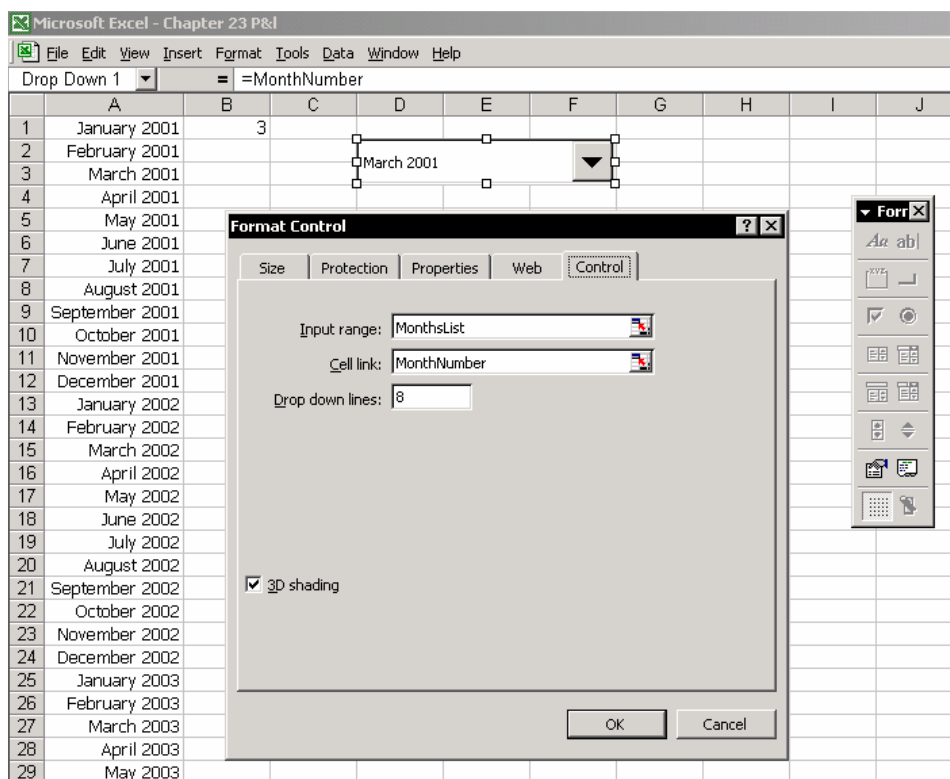 Microsoft Excel - Chapter 23 P&l
File Edit View Insert Format Tools Data Window Help
Drop Down 1 = =MonthNumber
A B C D E F G H I J
1 January 2001 3
2 February 2001
March 2001
3 March 2001
4 April 2001
5 May 2001
6 June 2001
7 July 2001
8 August 2001
9 September 2001
10 October 2001
11 November 2001
12 December 2001
13 January 2002
14 February 2002
15 March 2002
16 April 2002
17 May 2002
18 June 2002
19 July 2002
20 August 2002
21 September 2002
22 October 2002
23 November 2002
24 December 2002
25 January 2003
26 February 2003
27 March 2003
28 April 2003
29 May 2003
Format Control ? X
Size Protection Properties Web Control
Input range: MonthsList
Cell link: MonthNumber
Drop down lines: 8
3D shading
OK Cancel
Forr X
Aa ab|
XYZ